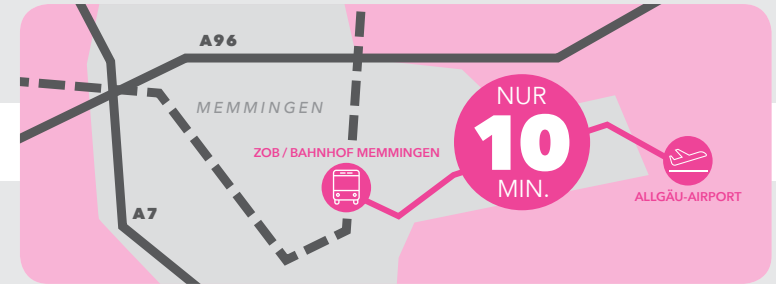 A96
MEMMINGEN
ZOB / BAHNHOF MEMMINGEN
NUR
10
MIN.
ALLGÄU-AIRPORT
A7